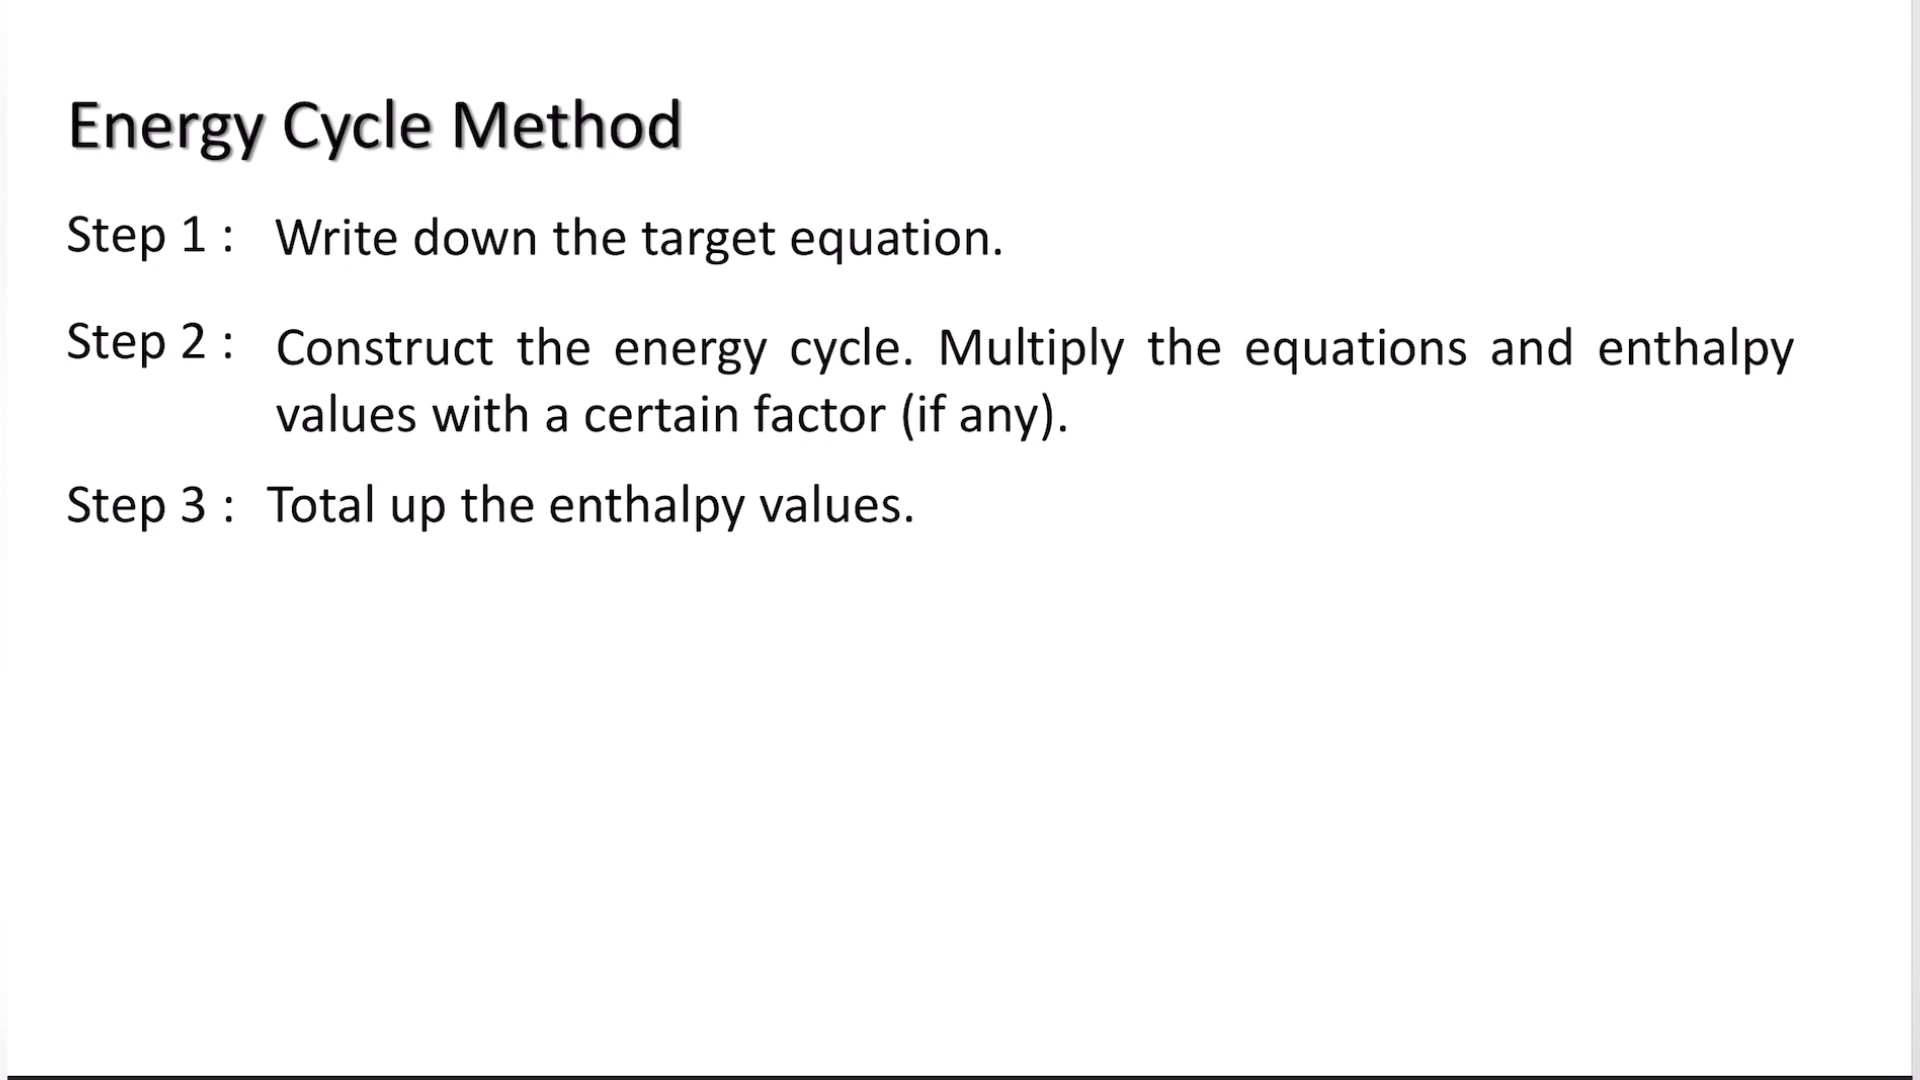 Energy Cycle Method
Step 1 : Write down the target equation.
Step 2 : Construct the energy cycle. Multiply the equations and enthalpy
values with a certain factor (if any).
Step 3 : Total up the enthalpy values.